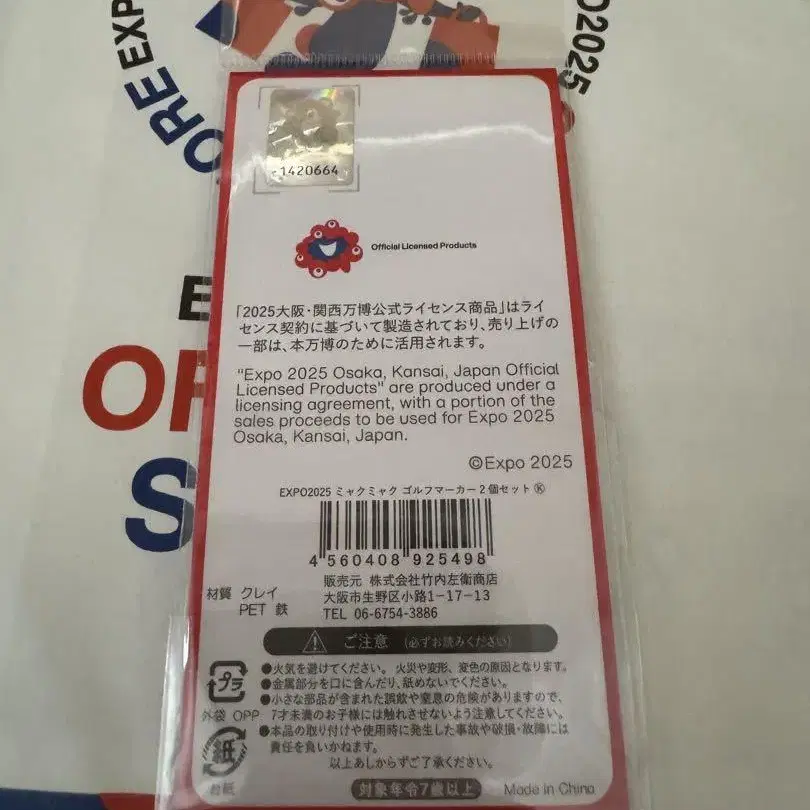 ORE EXP
O2025
1420664
Official Licensed Products
「2025大阪・関西万博公式ライセンス商品」はライ
センス契約に基づいて製造されており、売り上げの
一部は、本万博のために活用されます。
"Expo 2025 Osaka, Kansai, Japan Official
Licensed Products" are produced under a
licensing agreement, with a portion of the
sales proceeds to be used for Expo 2025
Osaka, Kansai, Japan.
©Expo 2025
EXPO2025 ミャクミャク ゴルフマーカー2個セット Ⓚ
4 560408 925498
販売元 株式会社竹内左衛商店
大阪市生野区小路1-17-13
TEL 06-6754-3886
材質 クレイ
PET 鉄
ご注意 (必ずお読みください)
●火気を避けてください。火災や変形、変色の原因となります。
●金属部分を口に含んだり、舐めないでください。
●小さな部品が含まれた誤飲や窒息の危険がありますので、
7才未満のお子様には触れさせないよう注意してください。
●本品の取り付けや使用時に発生した事故や破損・故障には
責任を負いかねます。
以上あしからずご了承ください。
プラ
外袋 OPP
紙
台紙
対象年令7歳以上
Made in China
E
OF
S